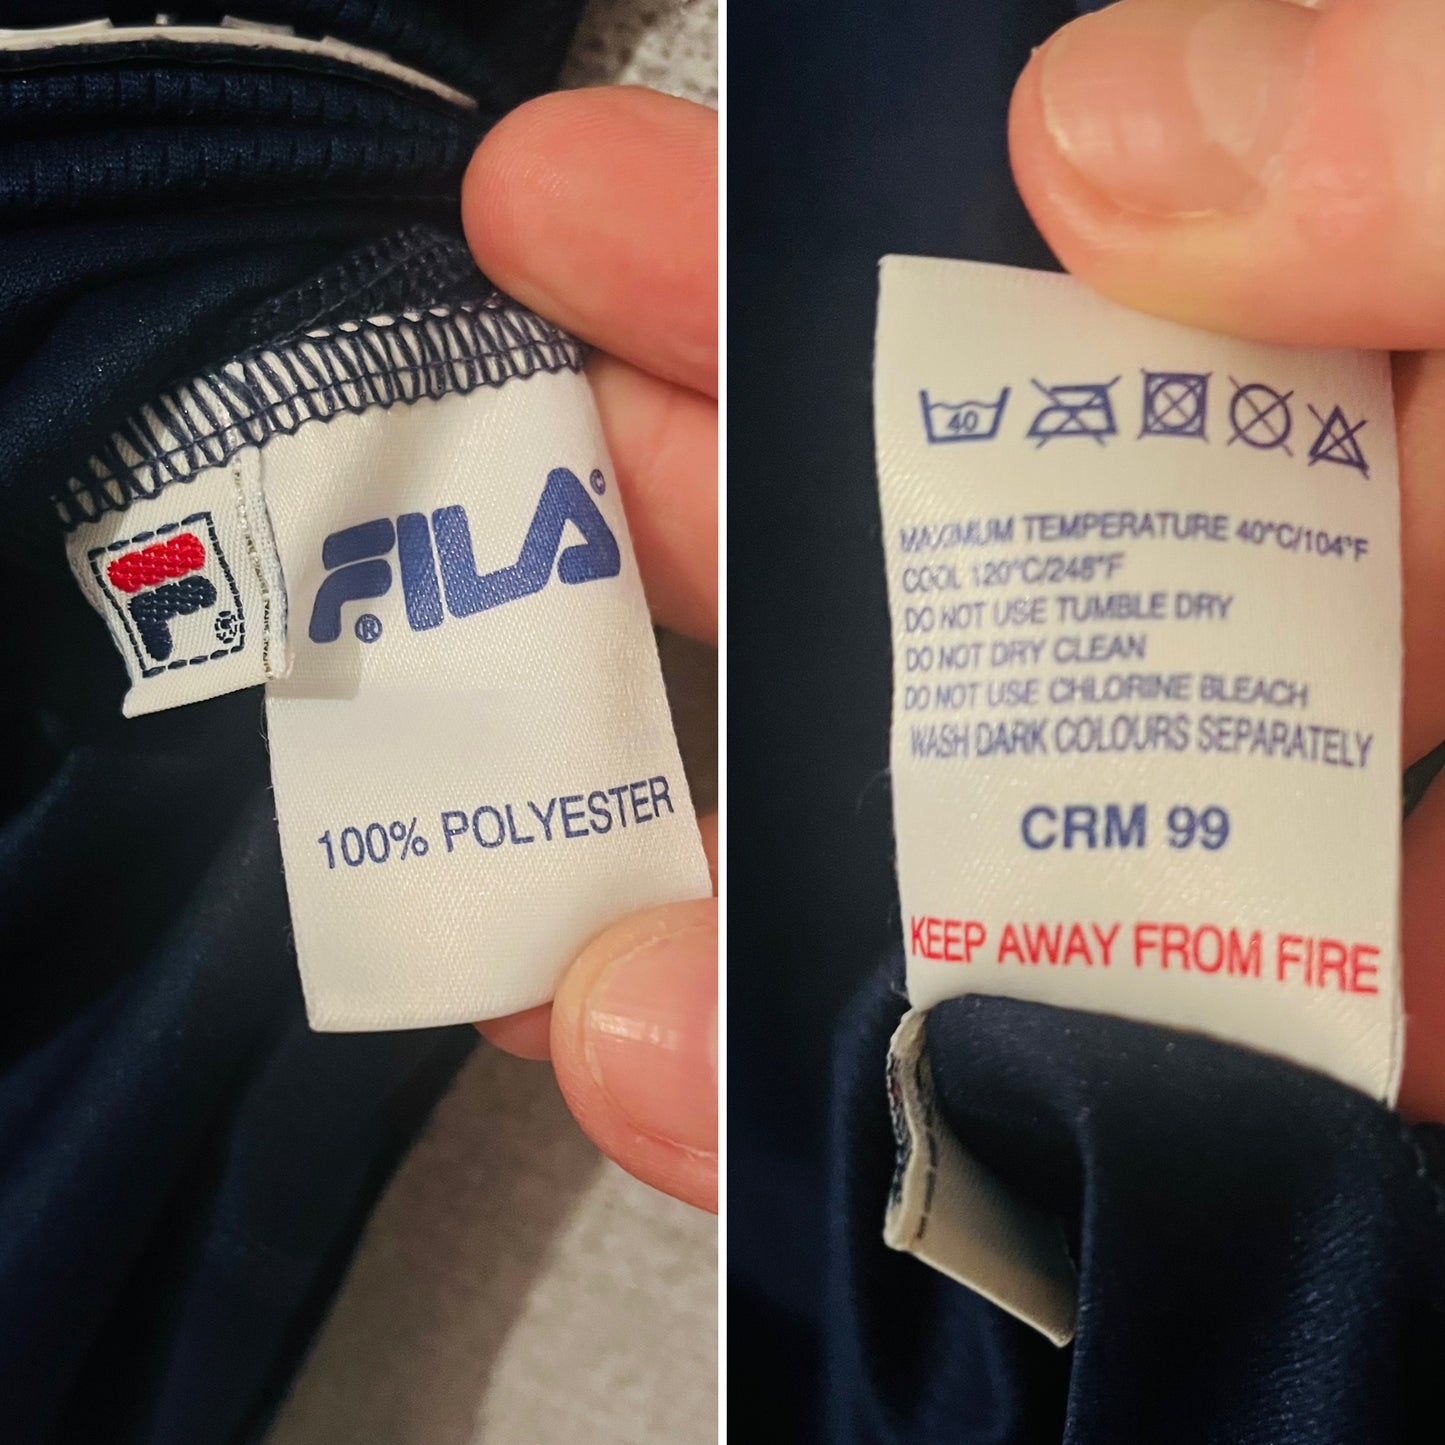 F
FILA©
®
100% POLYESTER
40
MAXIMUM TEMPERATURE 40°C/104°F
COOL 120°C/248°F
DO NOT USE TUMBLE DRY
DO NOT DRY CLEAN
DO NOT USE CHLORINE BLEACH
WASH DARK COLOURS SEPARATELY
CRM 99
KEEP AWAY FROM FIRE